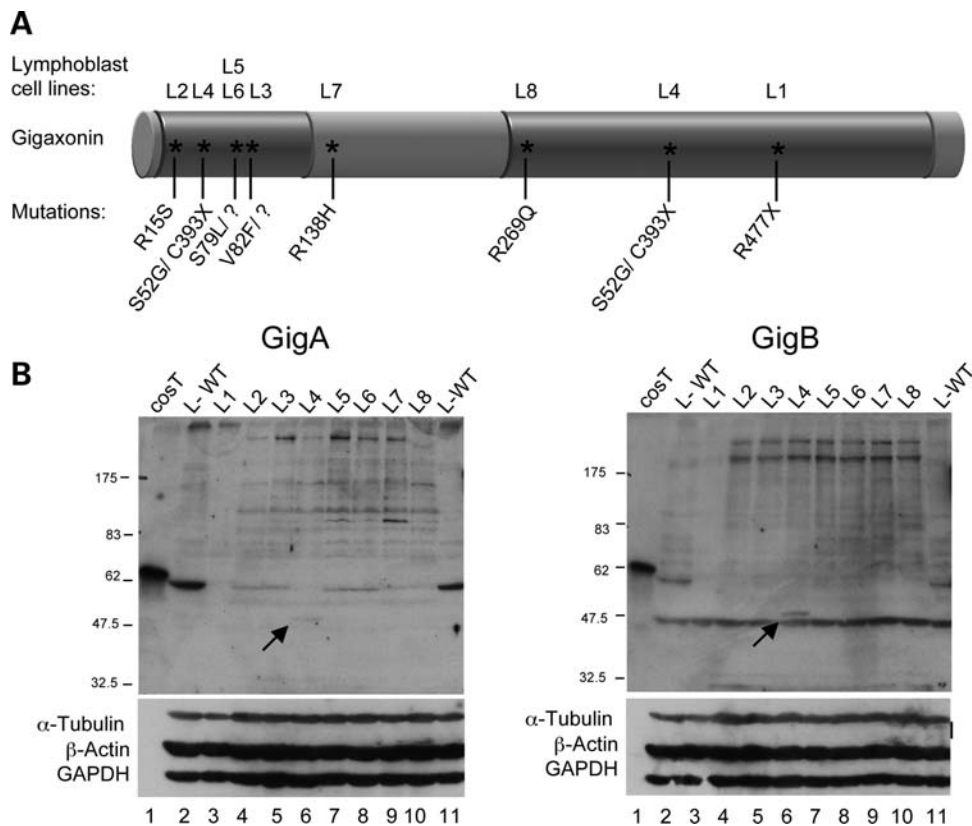 A
Lymphoblast
cell lines:
L5
L2 L4 L6 L3 L7 L8 L4 L1
Gigaxonin
* * * * * * * *
Mutations:
R15S
S52G/ C393X
S79L/ ?
V82F/ ?
R138H
R269Q
S52G/ C393X
R477X
B
GigA
cosT L- WT L1 L2 L3 L4 L5 L6 L7 L8 L-WT
175
83
62
47.5
32.5
α-Tubulin
β-Actin
GAPDH
1 2 3 4 5 6 7 8 9 10 11
GigB
cosT L- WT L1 L2 L3 L4 L5 L6 L7 L8 L-WT
175
83
62
47.5
32.5
α-Tubulin
β-Actin
GAPDH
1 2 3 4 5 6 7 8 9 10 11